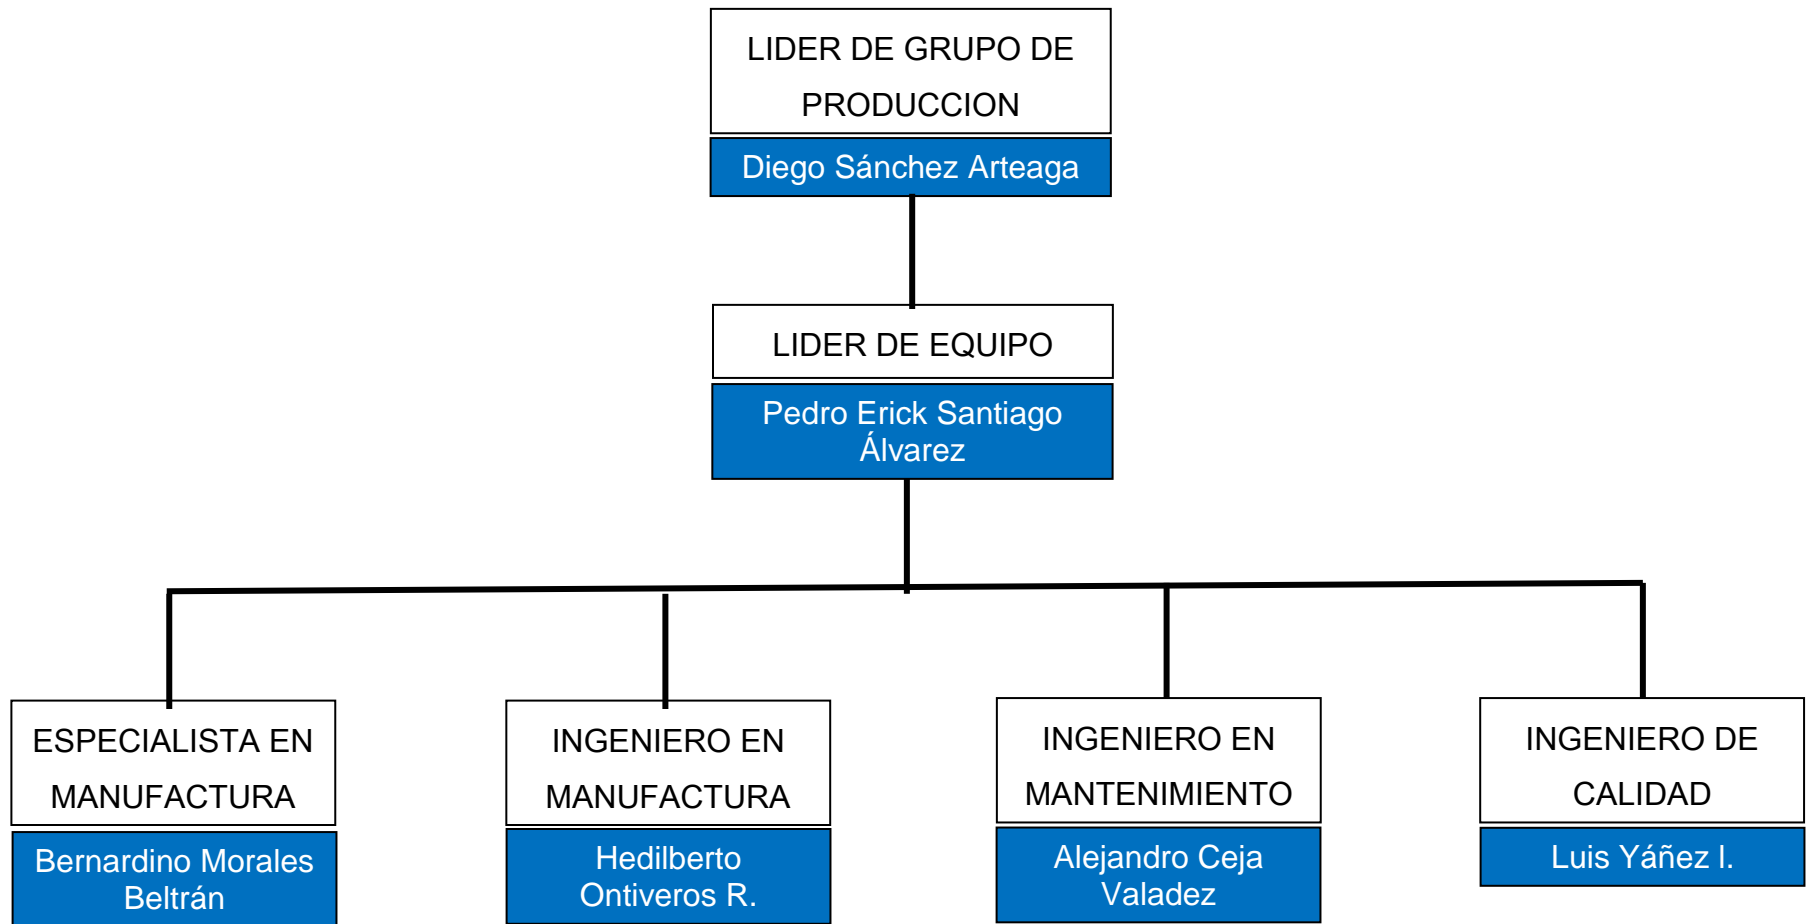 LIDER DE GRUPO DE
PRODUCCION
Diego Sánchez Arteaga
LIDER DE EQUIPO
Pedro Erick Santiago
Álvarez
ESPECIALISTA EN
MANUFACTURA
Bernardino Morales
Beltrán
INGENIERO EN
MANUFACTURA
Hedilberto
Ontiveros R.
INGENIERO EN
MANTENIMIENTO
Alejandro Ceja
Valadez
INGENIERO DE
CALIDAD
Luis Yáñez I.